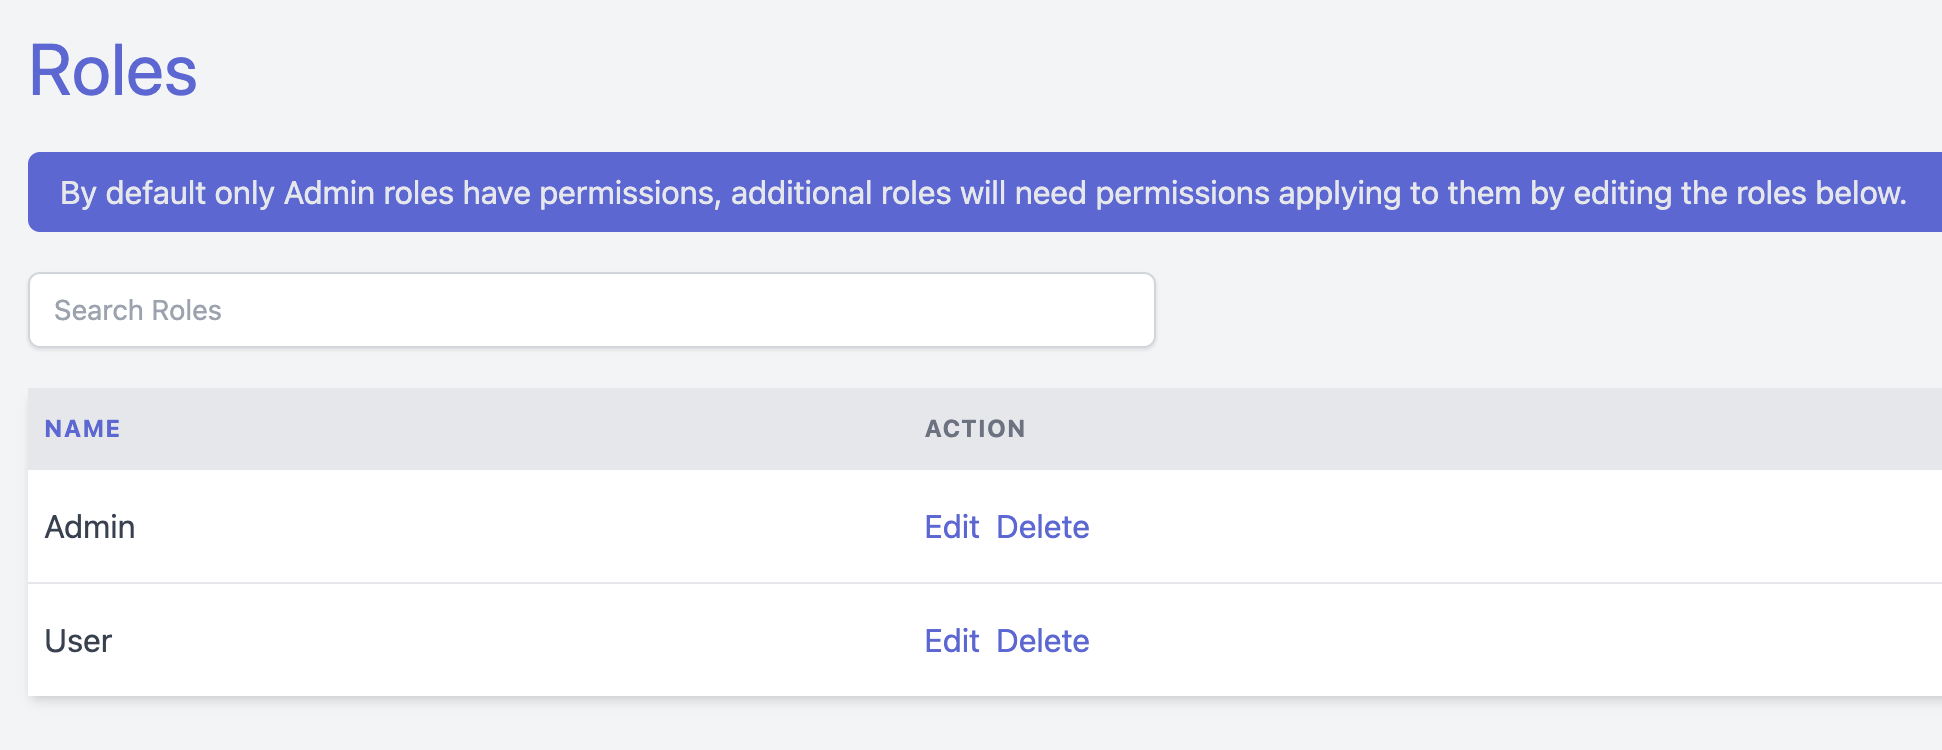 Roles
By default only Admin roles have permissions, additional roles will need permissions applying to them by editing the roles below.
Search Roles
NAME ACTION
Admin Edit Delete
User Edit Delete